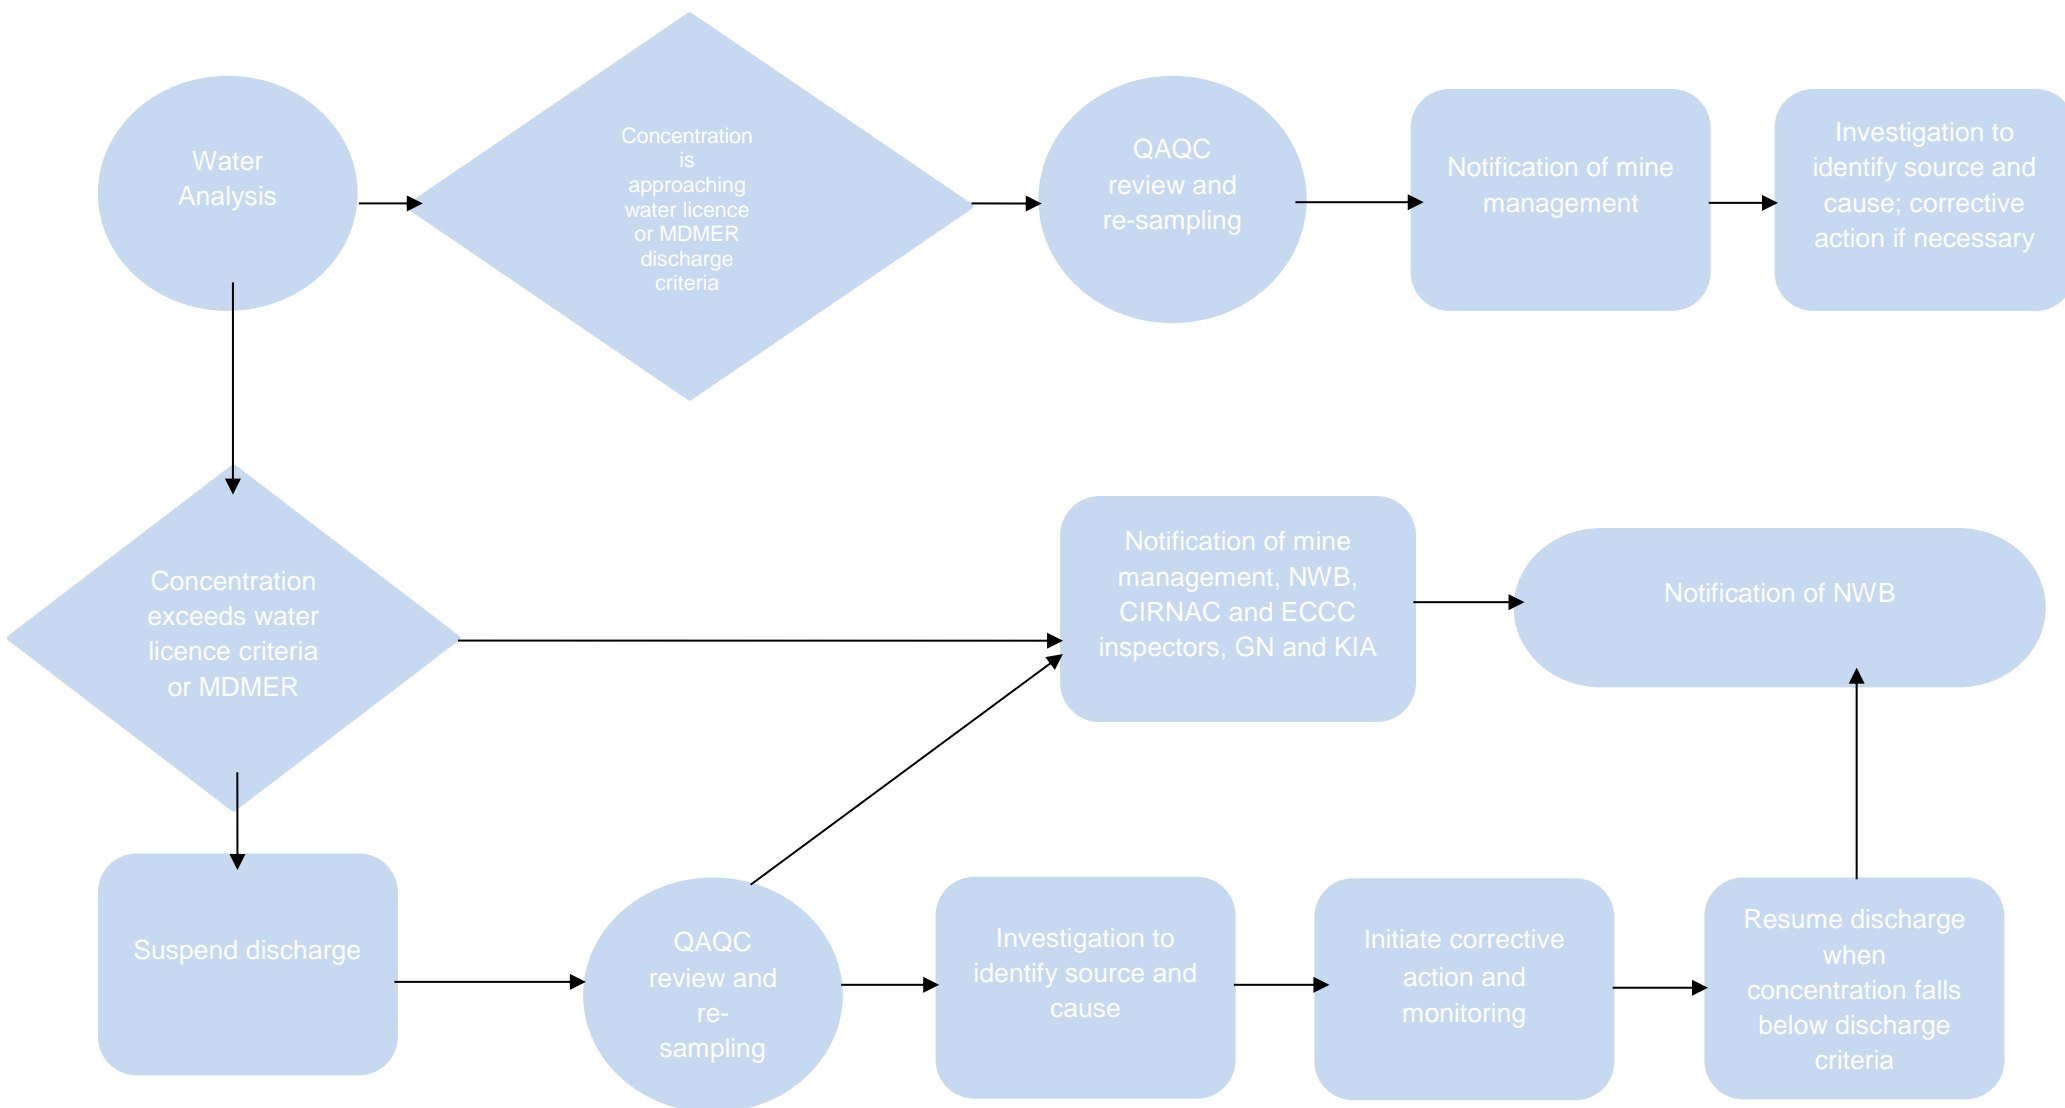 Water
Analysis
Concentration
is
approaching
water licence
or MDMER
discharge
criteria
QAQC
review and
re-sampling
Notification of mine
management
Investigation to
identify source and
cause; corrective
action if necessary
Concentration
exceeds water
licence criteria
or MDMER
Notification of mine
management, NWB,
CIRNAC and ECCC
inspectors, GN and KIA
Notification of NWB
Suspend discharge
QAQC
review and
re-
sampling
Investigation to
identify source and
cause
Initiate corrective
action and
monitoring
Resume discharge
when
concentration falls
below discharge
criteria